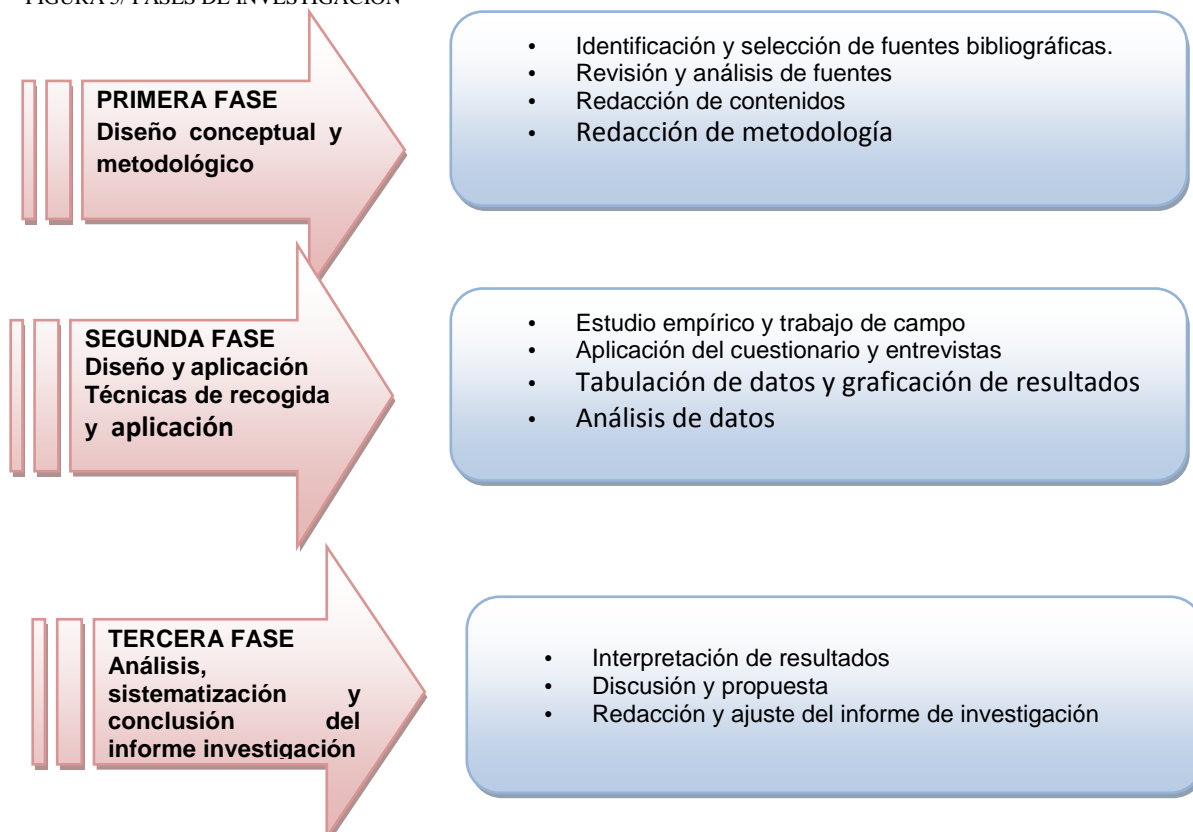 FIGURA 3/ FASES DE INVESTIGACIÓN
PRIMERA FASE
Diseño conceptual y
metodológico
• Identificación y selección de fuentes bibliográficas.
• Revisión y análisis de fuentes
• Redacción de contenidos
• Redacción de metodología
SEGUNDA FASE
Diseño y aplicación
Técnicas de recogida
y aplicación
• Estudio empírico y trabajo de campo
• Aplicación del cuestionario y entrevistas
• Tabulación de datos y graficación de resultados
• Análisis de datos
TERCERA FASE
Análisis,
sistematización y
conclusión del
informe investigación
• Interpretación de resultados
• Discusión y propuesta
• Redacción y ajuste del informe de investigación